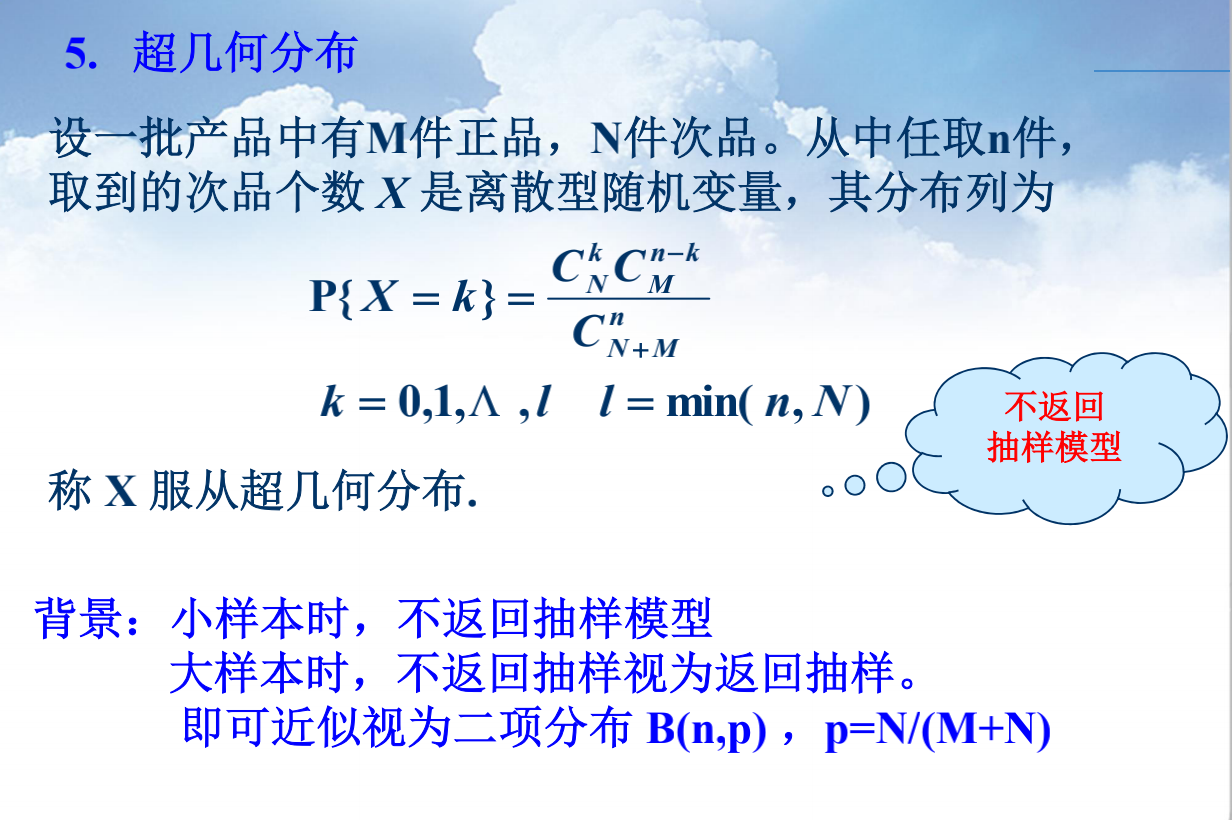 5. 超几何分布
设一批产品中有M件正品，N件次品。从中任取n件，
取到的次品个数 X 是离散型随机变量，其分布列为
P{X = k} = \frac{C_N^k C_M^{n-k}}{C_{N+M}^n}
k = 0,1,Λ ,l   l = min( n, N )
不返回
抽样模型
称 X 服从超几何分布.
背景：小样本时，不返回抽样模型
大样本时，不返回抽样视为返回抽样。
即可近似视为二项分布 B(n,p) ，p=N/(M+N)